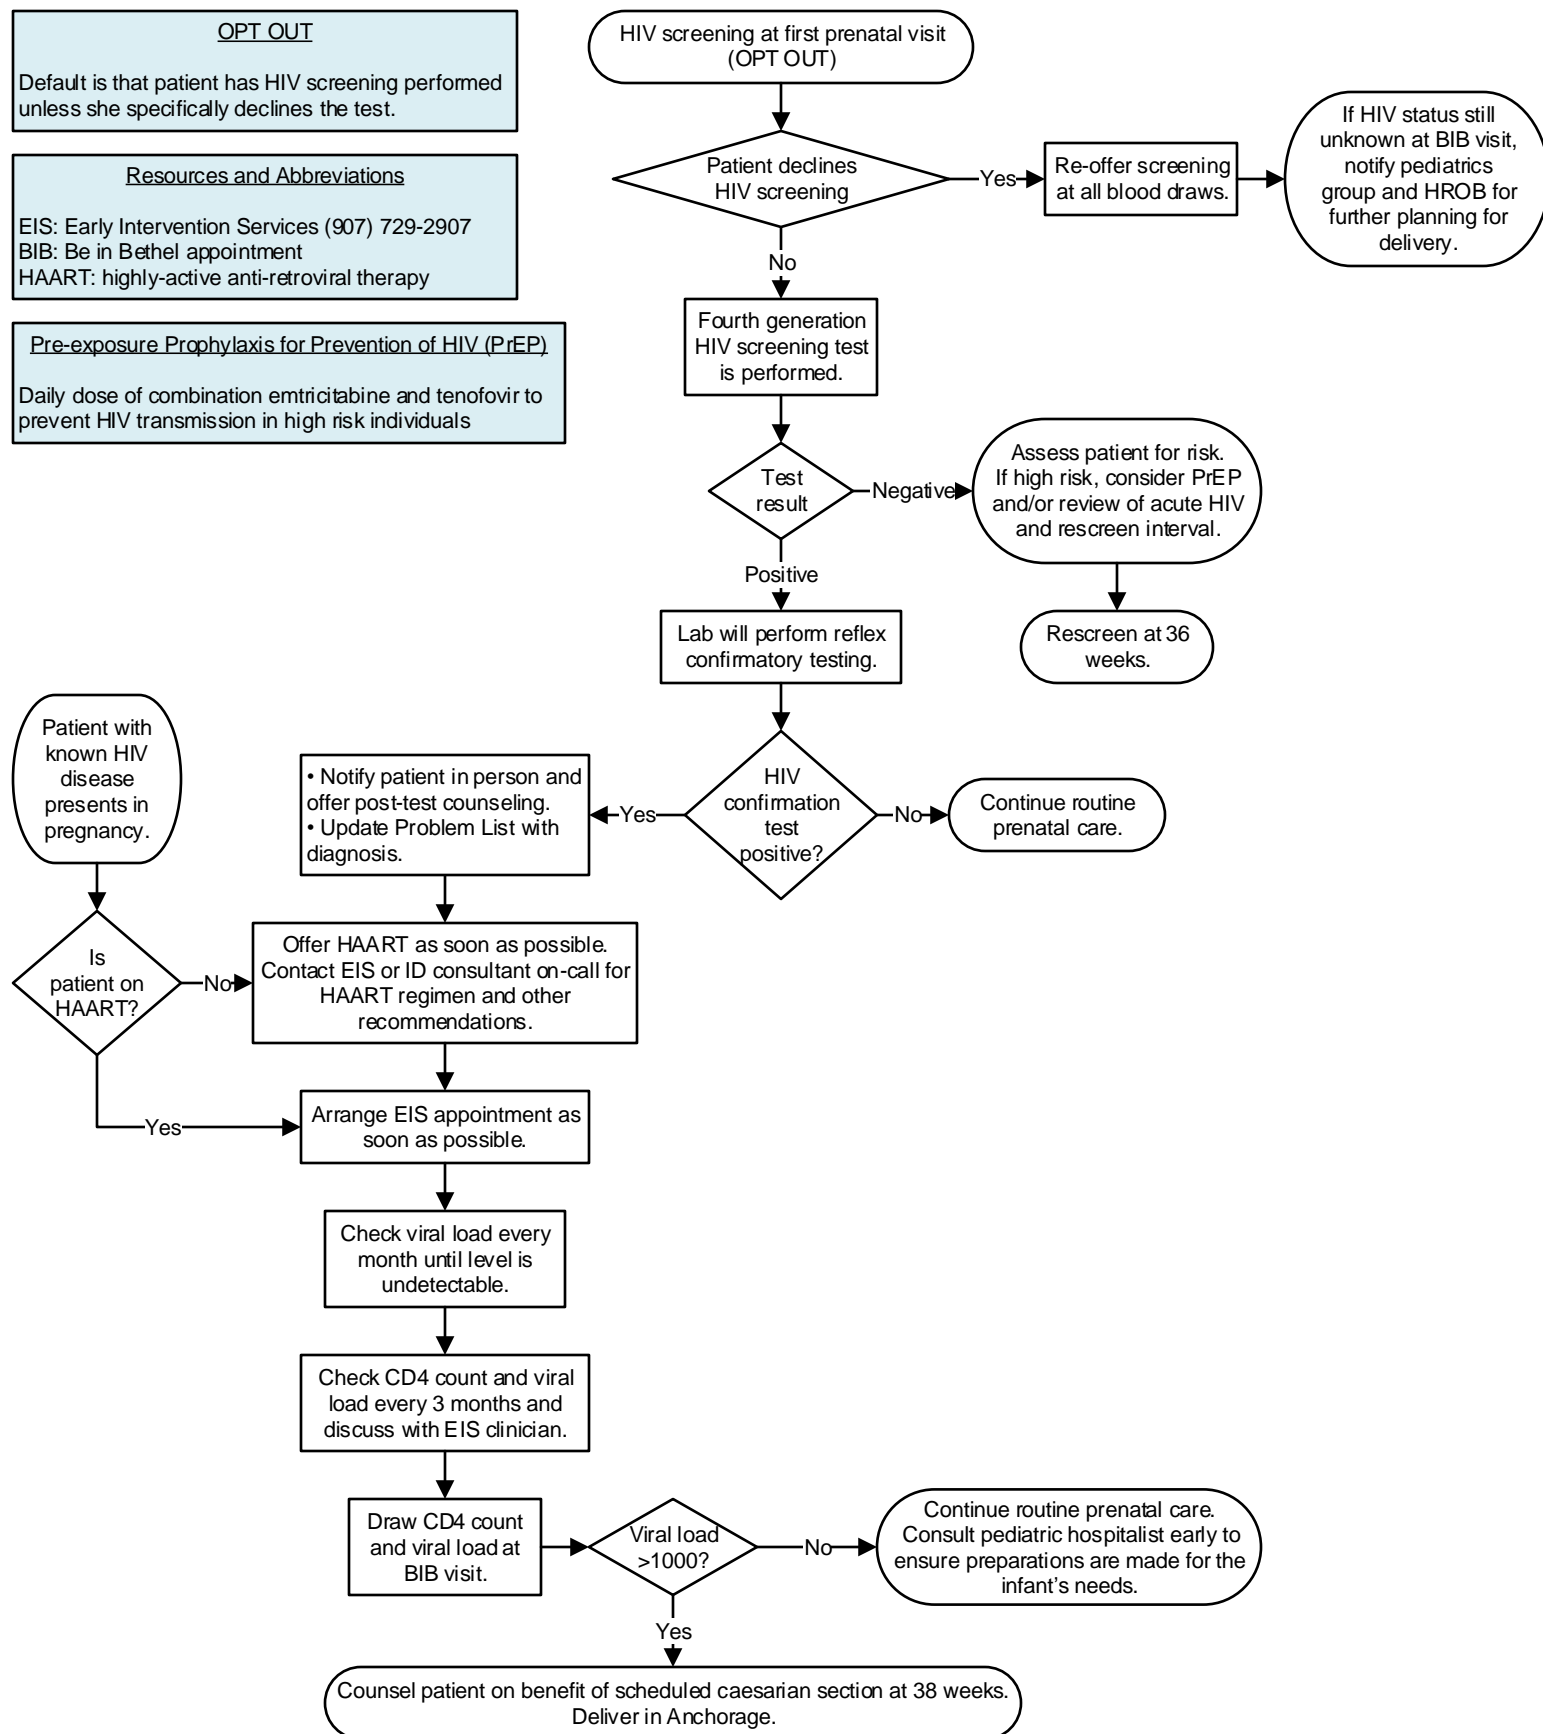 OPT OUT
Default is that patient has HIV screening performed
unless she specifically declines the test.
Resources and Abbreviations
EIS: Early Intervention Services (907) 729-2907
BIB: Be in Bethel appointment
HAART: highly-active anti-retroviral therapy
Pre-exposure Prophylaxis for Prevention of HIV (PrEP)
Daily dose of combination emtricitabine and tenofovir to
prevent HIV transmission in high risk individuals
HIV screening at first prenatal visit
(OPT OUT)
Patient declines
HIV screening
Yes
Re-offer screening
at all blood draws.
If HIV status still
unknown at BIB visit,
notify pediatrics
group and HROB for
further planning for
delivery.
No
Fourth generation
HIV screening test
is performed.
Test
result
Negative
Assess patient for risk.
If high risk, consider PrEP
and/or review of acute HIV
and rescreen interval.
Rescreen at 36
weeks.
Positive
Lab will perform reflex
confirmatory testing.
HIV
confirmation
test
positive?
No
Continue routine
prenatal care.
Yes
• Notify patient in person and
offer post-test counseling.
• Update Problem List with
diagnosis.
Patient with
known HIV
disease
presents in
pregnancy.
Is
patient on
HAART?
No
Offer HAART as soon as possible.
Contact EIS or ID consultant on-call for
HAART regimen and other
recommendations.
Yes
Arrange EIS appointment as
soon as possible.
Check viral load every
month until level is
undetectable.
Check CD4 count and viral
load every 3 months and
discuss with EIS clinician.
Draw CD4 count
and viral load at
BIB visit.
Viral load
>1000?
No
Continue routine prenatal care.
Consult pediatric hospitalist early to
ensure preparations are made for the
infant's needs.
Yes
Counsel patient on benefit of scheduled caesarian section at 38 weeks.
Deliver in Anchorage.